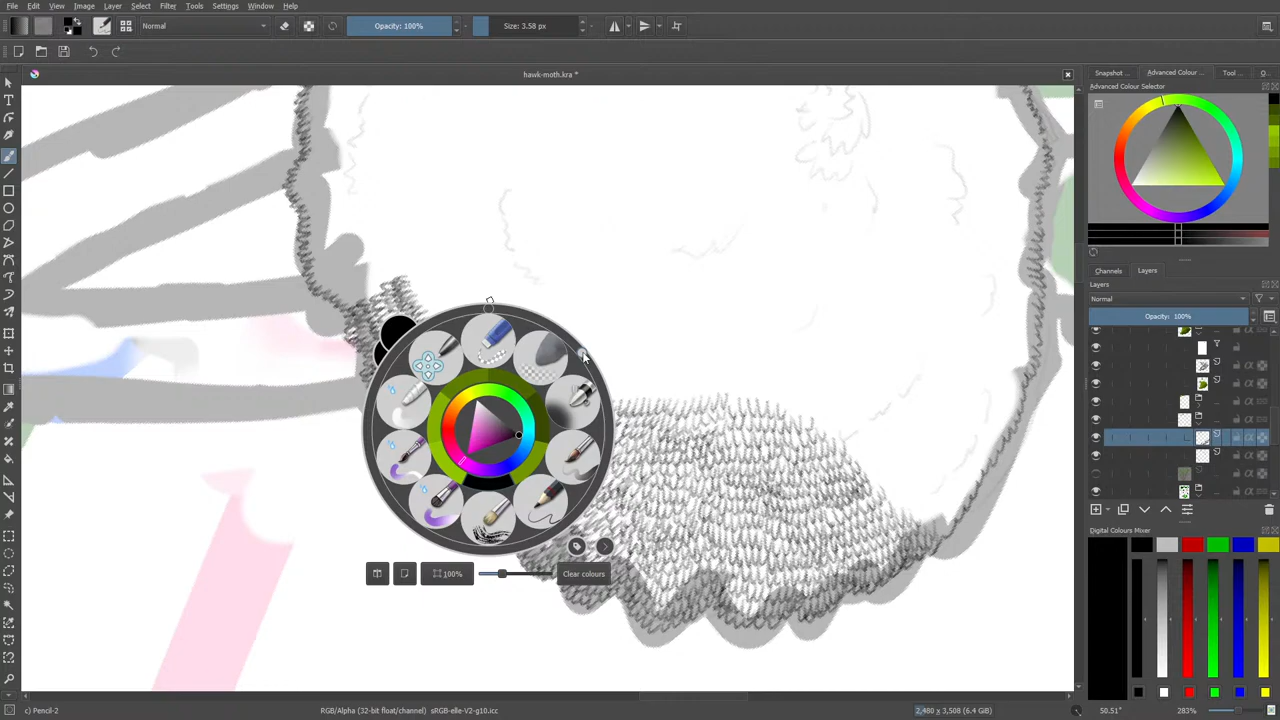 File Edit View Image Layer Select Filter Tools Settings Window Help
Normal Opacity: 100% Size: 3.58 px
hawk-moth.kra *
Snapshot ... Advanced Colour ... Tool ... O...
Advanced Colour Selector
Channels Layers
Layers
Normal
Opacity: 100%
100% Clear colours
Digital Colours Mixer
c) Pencil-2 RGB/Alpha (32-bit float/channel) sRGB-elle-V2-g10.icc 2,480 x 3,508 (6.4 GiB) 50.51° 283%